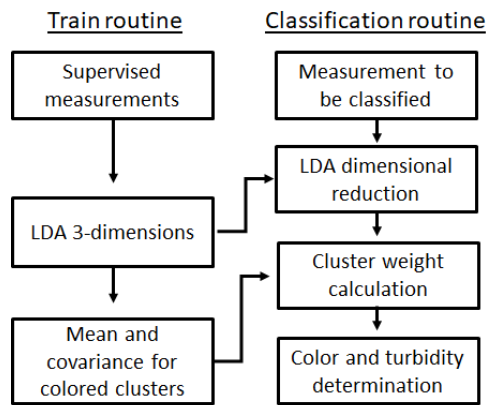 Train routine
Supervised
measurements
LDA 3-dimensions
Mean and
covariance for
colored clusters
Classification routine
Measurement to
be classified
LDA dimensional
reduction
Cluster weight
calculation
Color and turbidity
determination